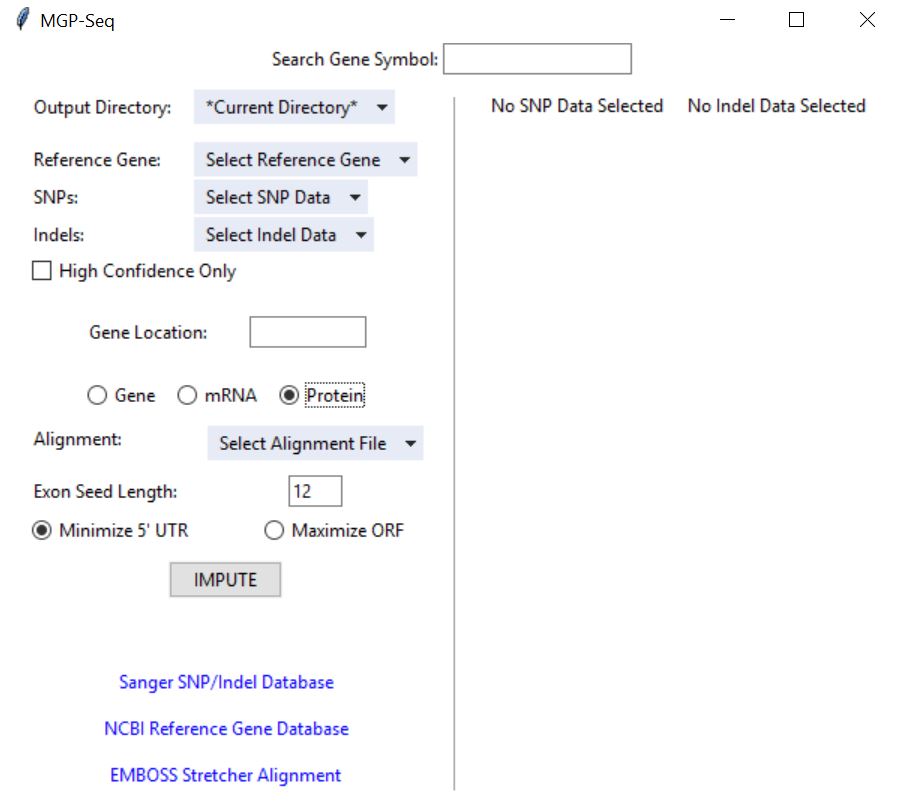 MGP-Seq
Search Gene Symbol:
Output Directory: *Current Directory*
No SNP Data Selected No Indel Data Selected
Reference Gene: Select Reference Gene
SNPs: Select SNP Data
Indels: Select Indel Data
High Confidence Only
Gene Location:
Gene mRNA Protein
Alignment: Select Alignment File
Exon Seed Length: 12
Minimize 5' UTR Maximize ORF
IMPUTE
Sanger SNP/Indel Database
NCBI Reference Gene Database
EMBOSS Stretcher Alignment